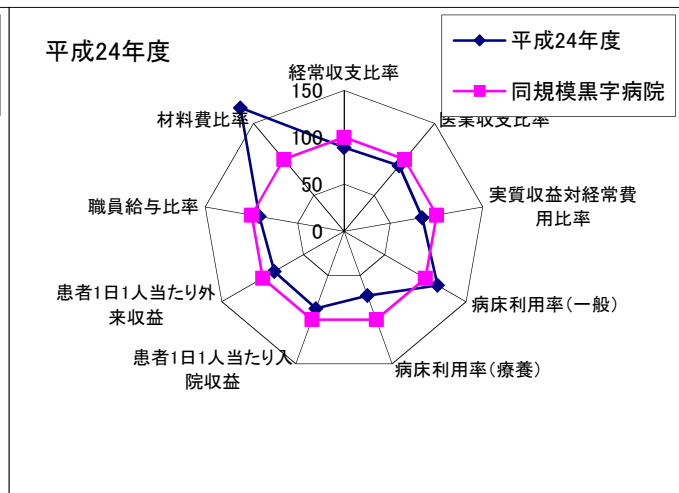 平成24年度
平成24年度
同規模黒字病院
経常収支比率
医業収支比率
実質収益対経常費
用比率
病床利用率(一般)
病床利用率(療養)
患者1日1人当たり入
院収益
患者1日1人当たり外
来収益
職員給与比率
材料費比率
150
100
50
0